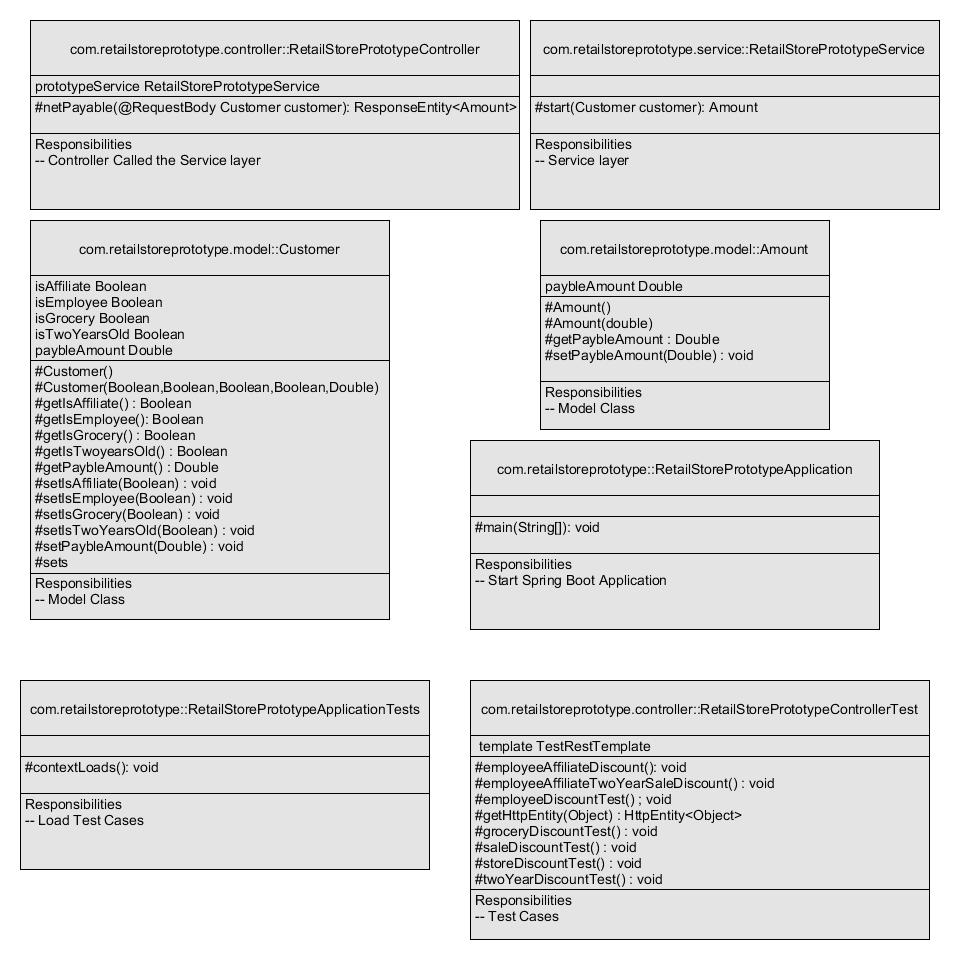 com.retailstoreprototype.controller::RetailStorePrototypeController
prototypeService RetailStorePrototypeService
#netPayable(@RequestBody Customer customer): ResponseEntity<Amount>
Responsibilities
-- Controller Called the Service layer
com.retailstoreprototype.service::RetailStorePrototypeService
#start(Customer customer): Amount
Responsibilities
-- Service layer
com.retailstoreprototype.model::Customer
isAffiliate Boolean
isEmployee Boolean
isGrocery Boolean
isTwoYearsOld Boolean
paybleAmount Double
#Customer()
#Customer(Boolean,Boolean,Boolean,Boolean,Double)
#getIsAffiliate() : Boolean
#getIsEmployee(): Boolean
#getIsGrocery() : Boolean
#getIsTwoyearsOld() : Boolean
#getPaybleAmount() : Double
#setIsAffiliate(Boolean) : void
#setIsEmployee(Boolean) : void
#setIsGrocery(Boolean) : void
#setIsTwoYearsOld(Boolean) : void
#setPaybleAmount(Double) : void
#sets
Responsibilities
-- Model Class
com.retailstoreprototype.model::Amount
paybleAmount Double
#Amount()
#Amount(double)
#getPaybleAmount : Double
#setPaybleAmount(Double) : void
Responsibilities
-- Model Class
com.retailstoreprototype::RetailStorePrototypeApplication
#main(String[]): void
Responsibilities
-- Start Spring Boot Application
com.retailstoreprototype::RetailStorePrototypeApplicationTests
#contextLoads(): void
Responsibilities
-- Load Test Cases
com.retailstoreprototype.controller::RetailStorePrototypeControllerTest
template TestRestTemplate
#employeeAffiliateDiscount(): void
#employeeAffiliateTwoYearSaleDiscount() : void
#employeeDiscountTest() ; void
#getHttpEntity(Object) : HttpEntity<Object>
#groceryDiscountTest() : void
#saleDiscountTest() : void
#storeDiscountTest() : void
#twoYearDiscountTest() : void
Responsibilities
-- Test Cases